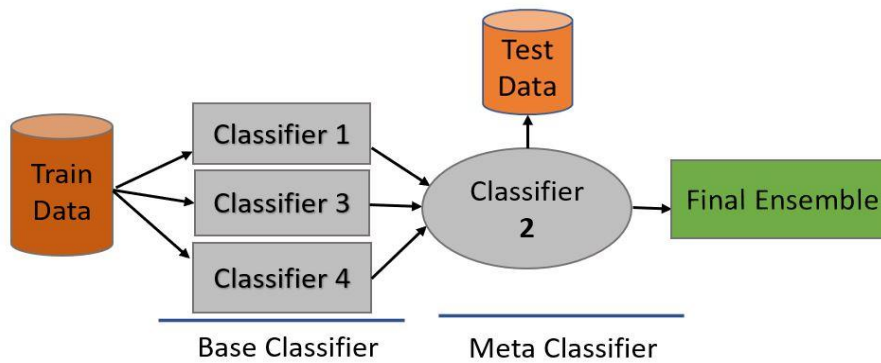 Test
Data
Train
Data
Classifier 1
Classifier 3
Classifier 4
Classifier
2
Final Ensemble
Base Classifier
Meta Classifier